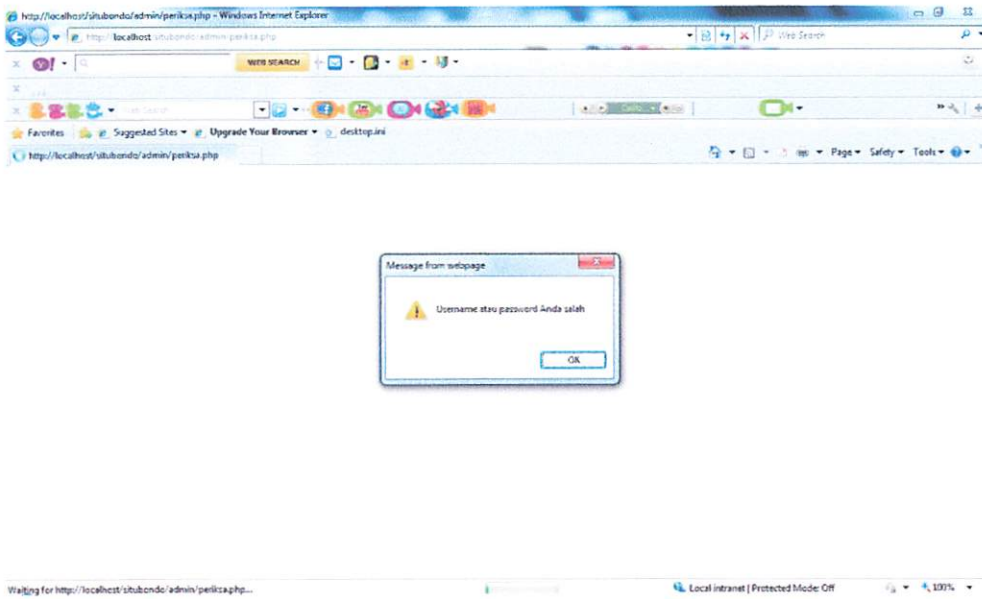 http://localhost/situbondo/admin/periksa.php - Windows Internet Explorer
http://localhost/situbondo/admin/periksa.php
Web Search
WEB SEARCH
Favorites
Suggested Sites
Upgrade Your Browser
desktop.ini
http://localhost/situbondo/admin/periksa.php
Page
Safety
Tools
Message from webpage
Username atau password Anda salah
OK
Waiting for http://localhost/situbondo/admin/periksa.php...
Local intranet | Protected Mode: Off
100%